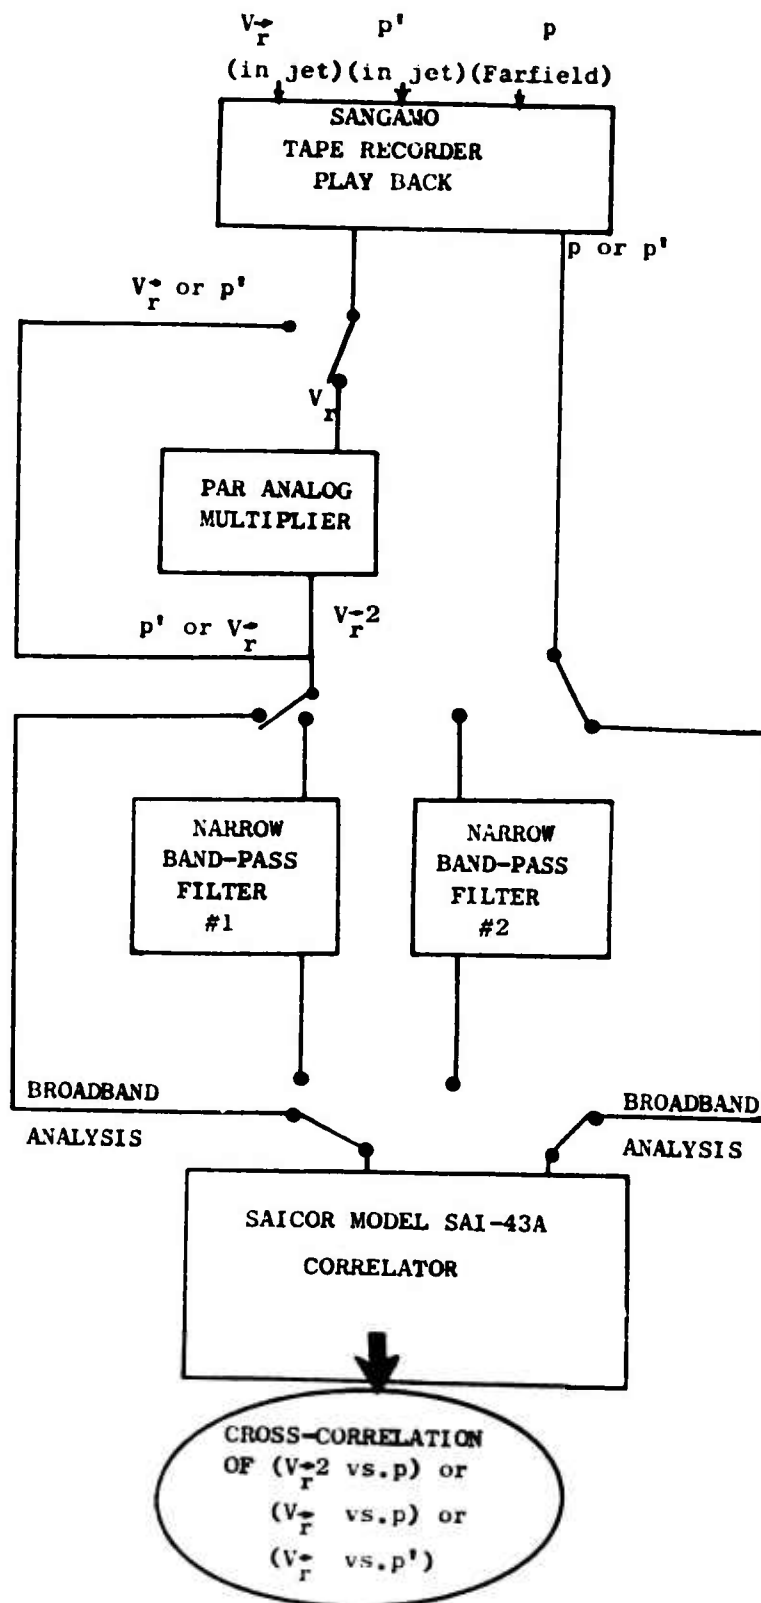 V⃗r p' p
(in jet)(in jet)(Farfield)
SANGAMO
TAPE RECORDER
PLAY BACK
p or p'
V⃗r or p'
Vr
PAR ANALOG
MULTIPLIER
p' or V⃗r
V⃗r2
NARROW
BAND-PASS
FILTER
#1
NARROW
BAND-PASS
FILTER
#2
BROADBAND
ANALYSIS
BROADBAND
ANALYSIS
SAICOR MODEL SAI-43A
CORRELATOR
CROSS-CORRELATION
OF (V⃗r2 vs.p) or
(V⃗r vs.p) or
(V⃗r vs.p')